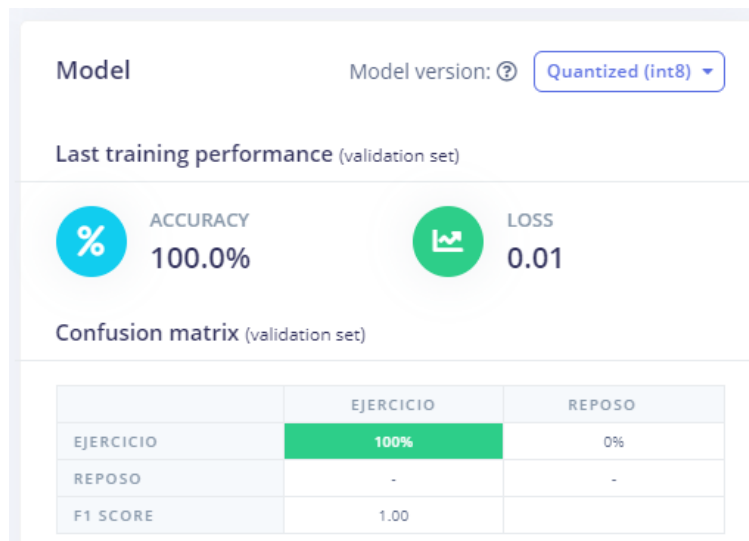 Model Model version: ? Quantized (int8)
Last training performance (validation set)
% ACCURACY LOSS
100.0% 0.01
Confusion matrix (validation set)
EJERCICIO REPOSO
EJERCICIO 100% 0%
REPOSO - -
F1 SCORE 1.00